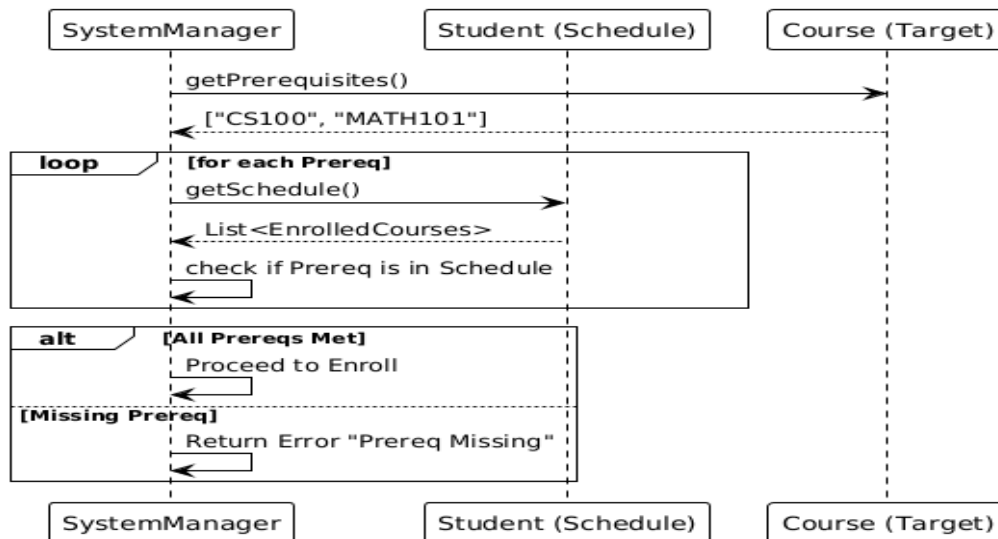 SystemManager Student (Schedule) Course (Target)
getPrerequisites()
["CS100", "MATH101"]
loop [for each Prereq]
getSchedule()
List<EnrolledCourses>
check if Prereq is in Schedule
alt [All Prereqs Met]
Proceed to Enroll
[Missing Prereq]
Return Error "Prereq Missing"
SystemManager Student (Schedule) Course (Target)